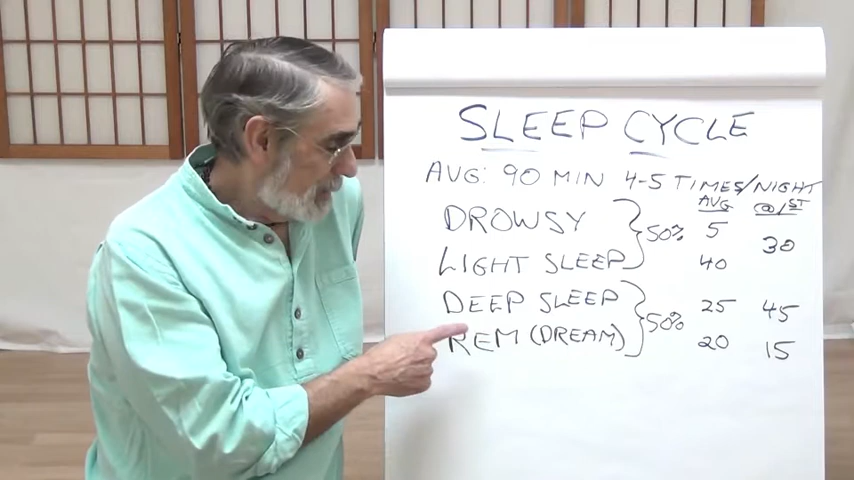 SLEEP CYCLE
AVG: 90 MIN 4-5 TIMES/NIGHT
AVG @/ST
DROWSY 50% 5 30
LIGHT SLEEP 40
DEEP SLEEP 50% 25 45
REM (DREAM) 20 15